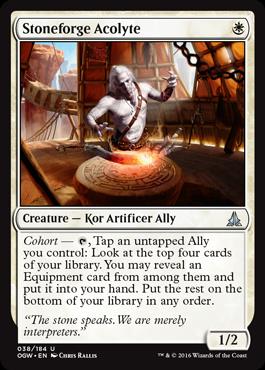 Stoneforge Acolyte
Creature — Kor Artificer Ally
Cohort — , Tap an untapped Ally
you control: Look at the top four cards
of your library. You may reveal an
Equipment card from among them and
put it into your hand. Put the rest on the
bottom of your library in any order.
"The stone speaks. We are merely
interpreters."
1/2
038/184 U
OGW • EN Chris Rallis
™ & © 2016 Wizards of the Coast